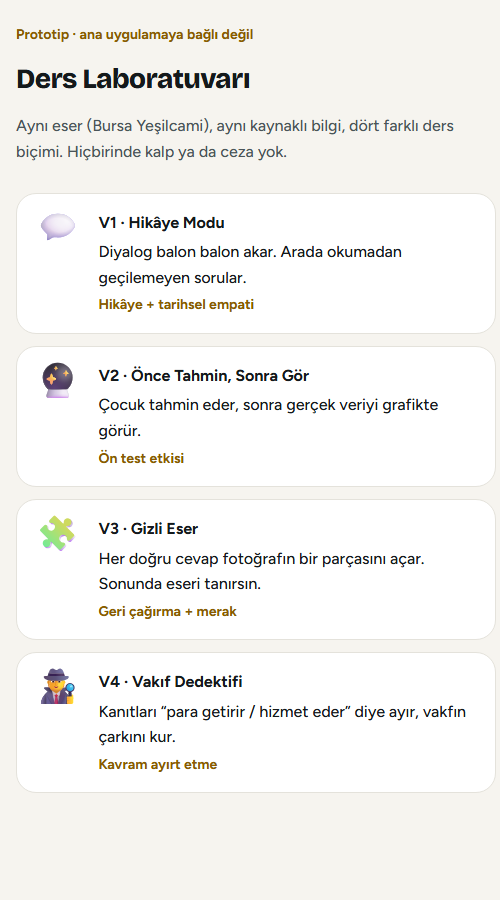 Prototip · ana uygulamaya bağlı değil
Ders Laboratuvarı
Aynı eser (Bursa Yeşilcami), aynı kaynaklı bilgi, dört farklı ders
biçimi. Hiçbirinde kalp ya da ceza yok.
V1 · Hikâye Modu
Diyalog balon balon akar. Arada okumadan
geçilemeyen sorular.
Hikâye + tarihsel empati
V2 · Önce Tahmin, Sonra Gör
Çocuk tahmin eder, sonra gerçek veriyi grafikte
görür.
Ön test etkisi
V3 · Gizli Eser
Her doğru cevap fotoğrafın bir parçasını açar.
Sonunda eseri tanırsın.
Geri çağırma + merak
V4 · Vakıf Dedektifi
Kanıtları “para getirir / hizmet eder” diye ayır, vakfın
çarkını kur.
Kavram ayırt etme